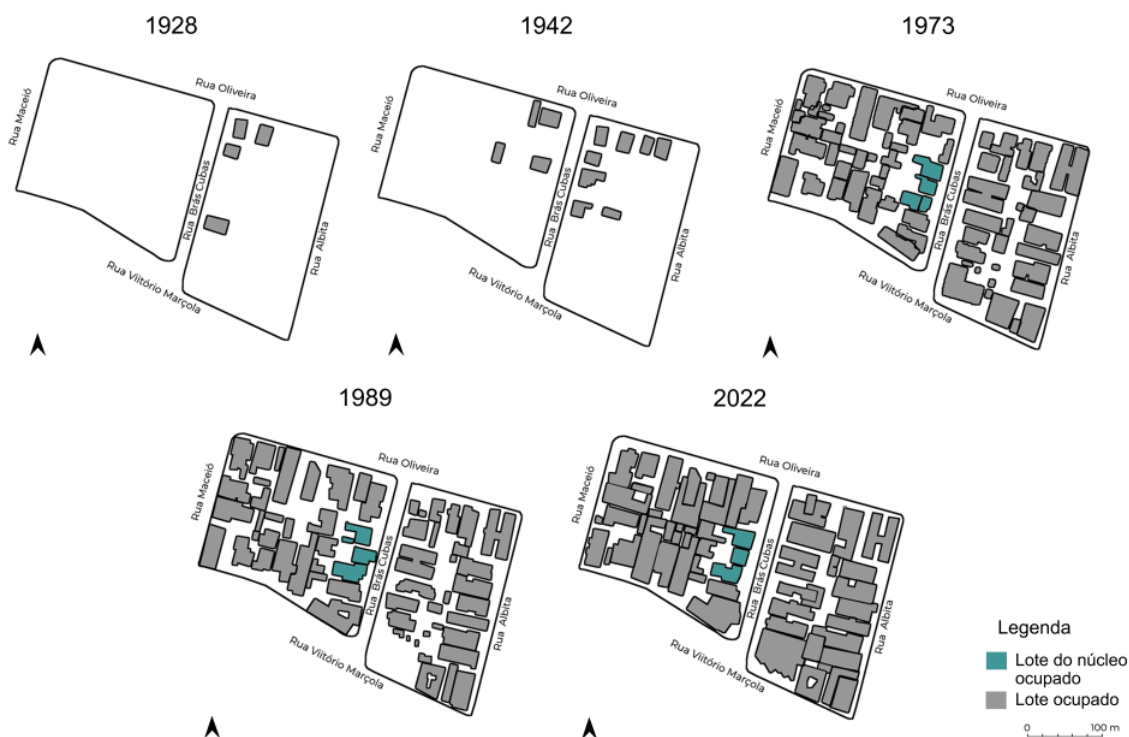 1928
Rua Oliveira
Rua Maceió
Rua Brás Cubas
Rua Albita
Rua Viitório Marçola
1942
Rua Oliveira
Rua Maceió
Rua Brás Cubas
Rua Albita
Rua Viitório Marçola
1973
Rua Oliveira
Rua Maceió
Rua Brás Cubas
Rua Albita
Rua Viitório Marçola
1989
Rua Oliveira
Rua Maceió
Rua Brás Cubas
Rua Albita
Rua Viitório Marçola
2022
Rua Oliveira
Rua Maceió
Rua Brás Cubas
Rua Albita
Rua Viitório Marçola
Legenda
Lote do núcleo
ocupado
Lote ocupado
0 100 m